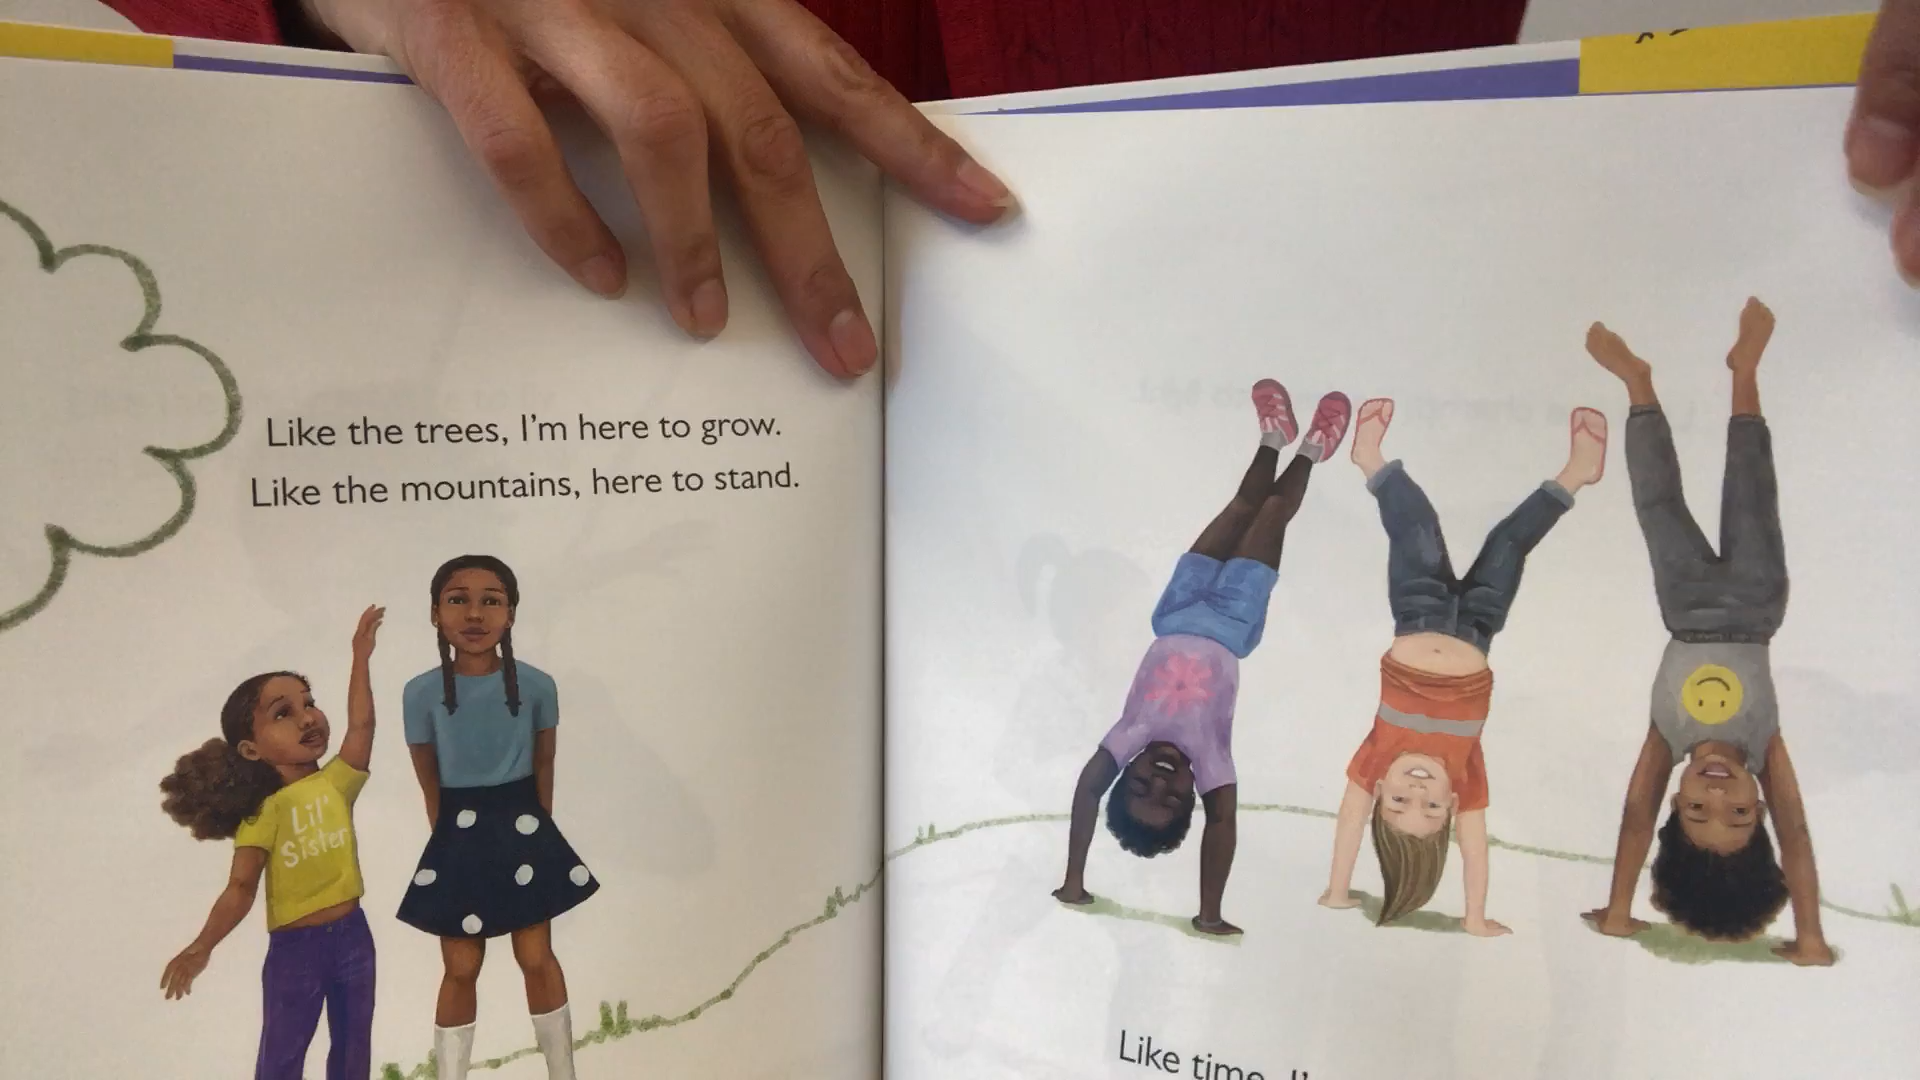 Like the trees, I'm here to grow.
Like the mountains, here to stand.
Lil'
Sister
Like time, I'